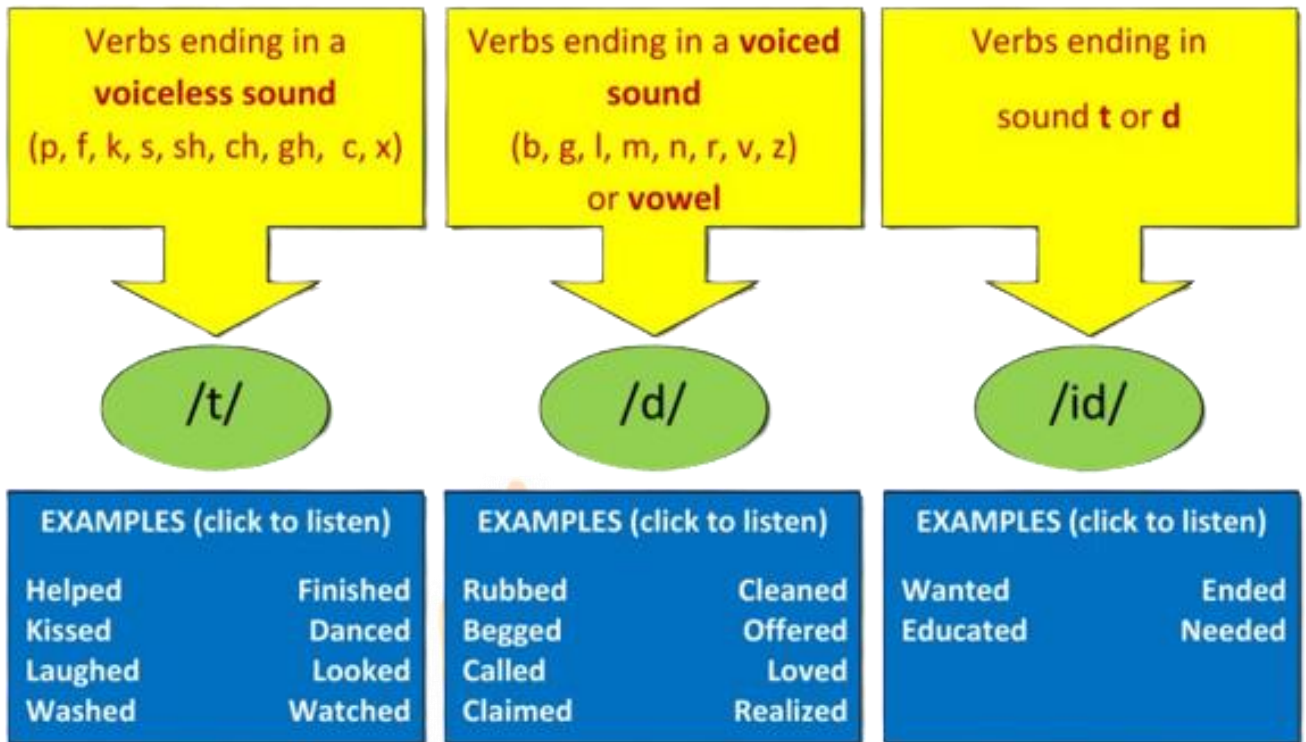 Verbs ending in a
voiceless sound
(p, f, k, s, sh, ch, gh, c, x)
/t/
EXAMPLES (click to listen)
Helped Finished
Kissed Danced
Laughed Looked
Washed Watched
Verbs ending in a voiced
sound
(b, g, l, m, n, r, v, z)
or vowel
/d/
EXAMPLES (click to listen)
Rubbed Cleaned
Begged Offered
Called Loved
Claimed Realized
Verbs ending in
sound t or d
/id/
EXAMPLES (click to listen)
Wanted Ended
Educated Needed